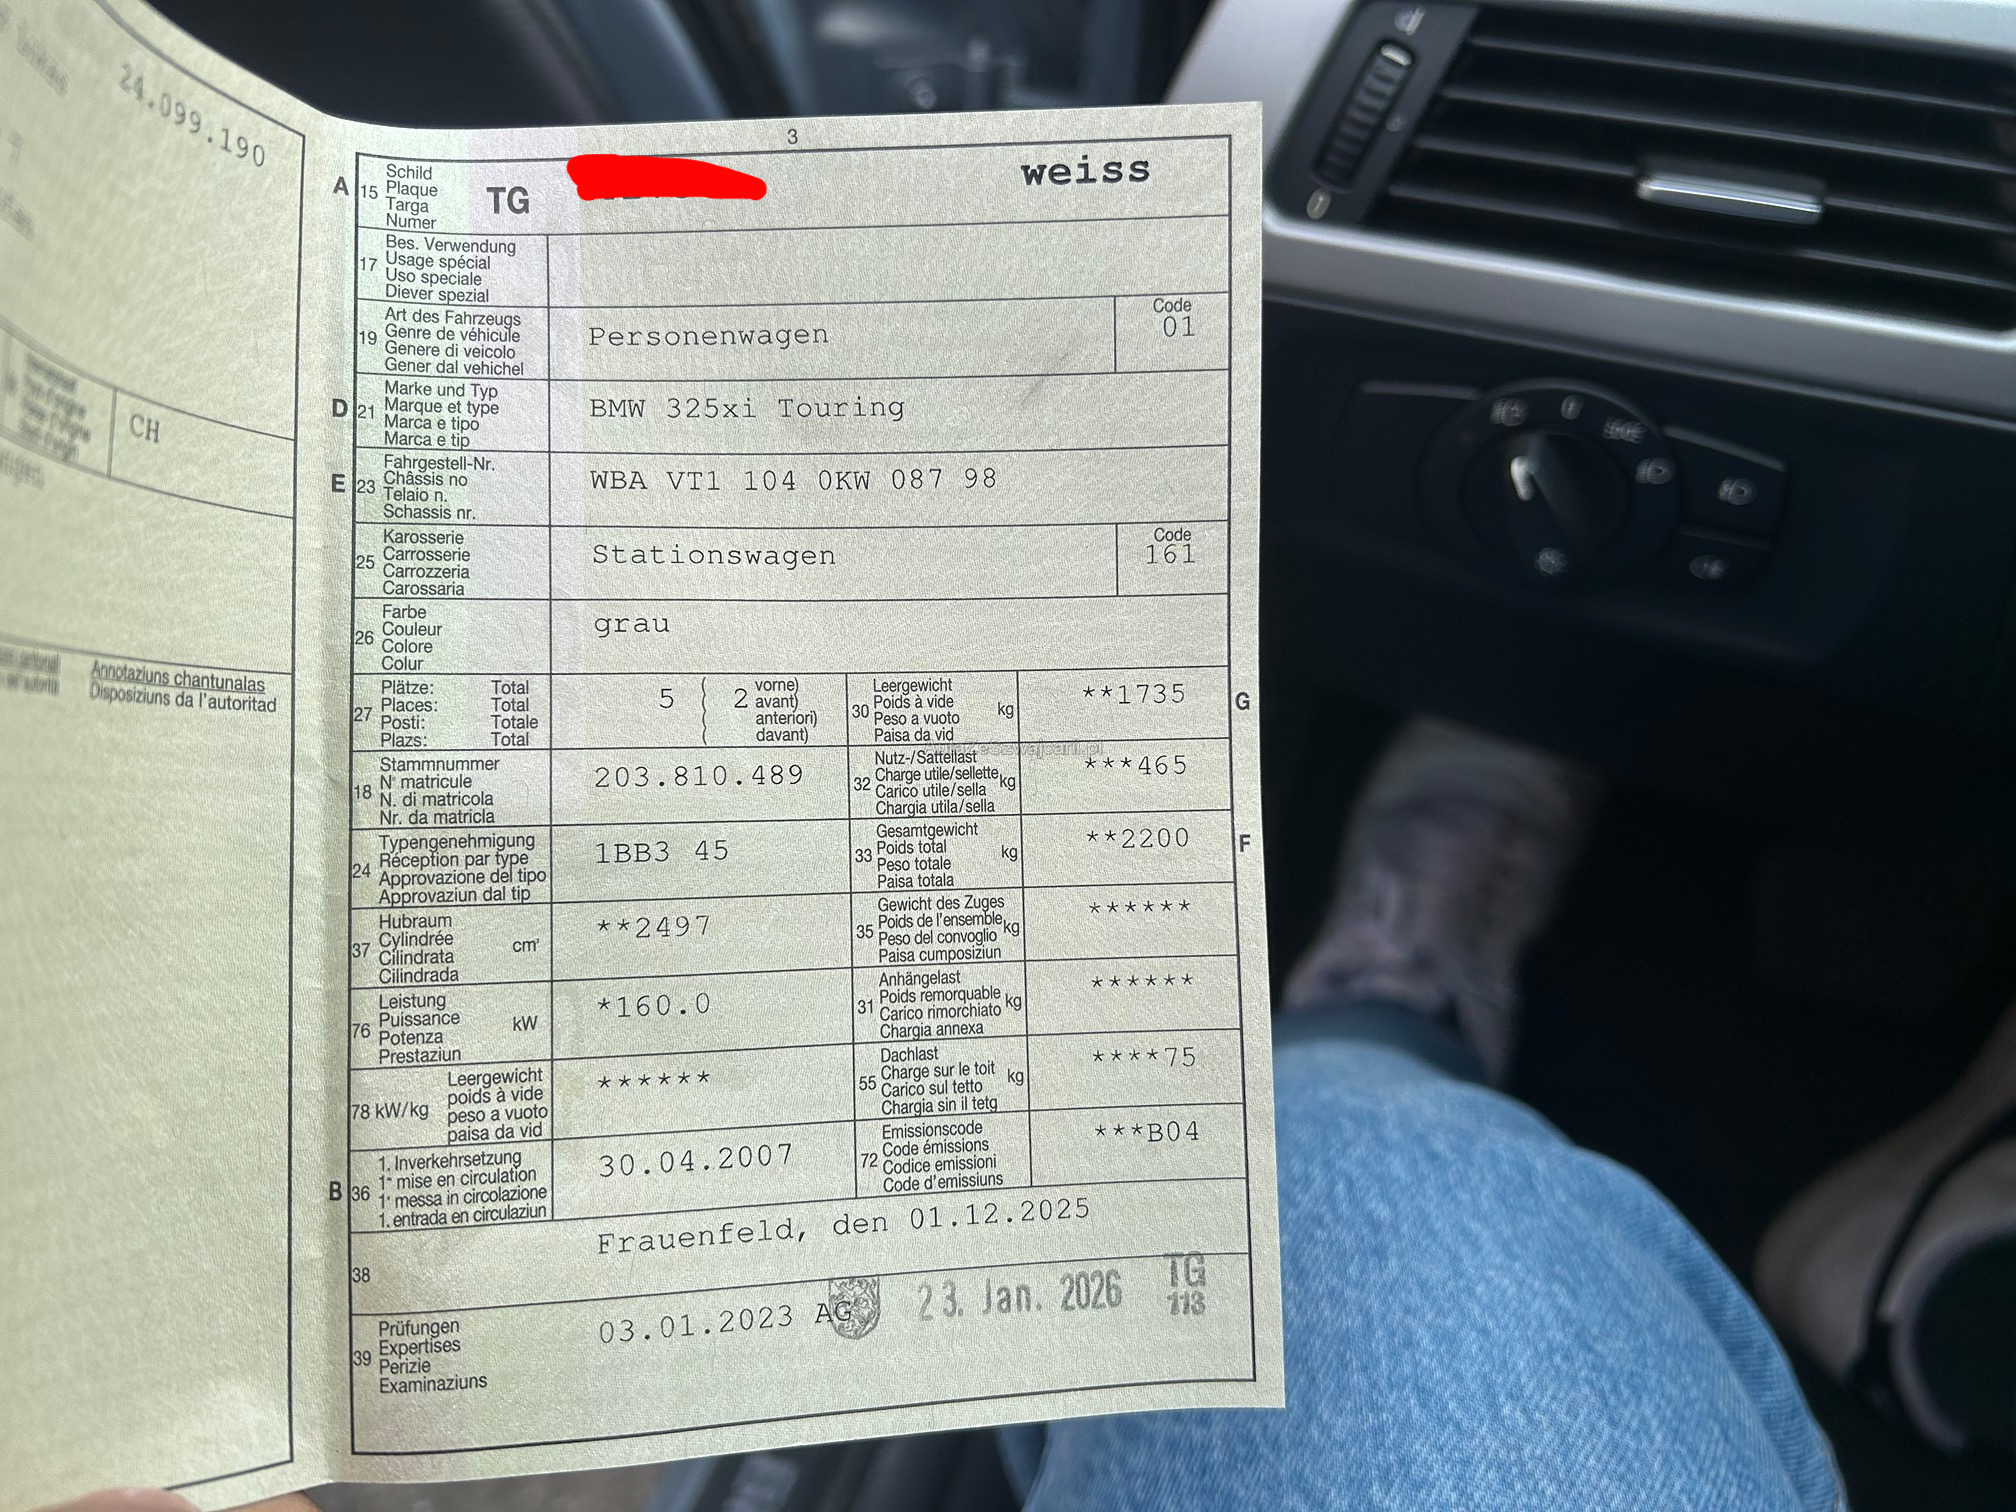 24.099.190
CH
Annotaziuns chantunalas
Disposiziuns da l'autoritad
3
A 15 Schild
Plaque
Targa
Numer
TG
weiss
17 Bes. Verwendung
Usage spécial
Uso speciale
Diever spezial
19 Art des Fahrzeugs
Genre de véhicule
Genere di veicolo
Gener dal vehichel
Personenwagen
Code
01
D 21 Marke und Typ
Marque et type
Marca e tipo
Marca e tip
BMW 325xi Touring
E 23 Fahrgestell-Nr.
Châssis no
Telaio n.
Schassis nr.
WBA VT1 104 0KW 087 98
25 Karosserie
Carrosserie
Carrozzeria
Carossaria
Stationswagen
Code
161
26 Farbe
Couleur
Colore
Colur
grau
27 Plätze: Total
Places: Total
Posti: Totale
Plazs: Total
5 ( 2 vorne)
( avant)
( anteriori)
( davant)
30 Leergewicht
Poids à vide
Peso a vuoto
Paisa da vid
kg
**1735
G
18 Stammnummer
N° matricule
N. di matricola
Nr. da matricla
203.810.489
32 Nutz-/Sattellast
Charge utile/sellette
Carico utile/sella
Chargia utila/sella
kg
***465
24 Typengenehmigung
Réception par type
Approvazione del tipo
Approvaziun dal tip
1BB3 45
33 Gesamtgewicht
Poids total
Peso totale
Paisa totala
kg
**2200
F
37 Hubraum
Cylindrée
Cilindrata
Cilindrada
cm³
**2497
35 Gewicht des Zuges
Poids de l'ensemble
Peso del convoglio
Paisa cumposiziun
kg
******
76 Leistung
Puissance
Potenza
Prestaziun
kW
*160.0
31 Anhängelast
Poids remorquable
Carico rimorchiato
Chargia annexa
kg
******
78 kW/kg
Leergewicht
poids à vide
peso a vuoto
paisa da vid
******
55 Dachlast
Charge sur le toit
Carico sul tetto
Chargia sin il tetg
kg
****75
B 36 1. Inverkehrsetzung
1re mise en circulation
1a messa in circolazione
1. entrada en circulaziun
30.04.2007
72 Emissionscode
Code émissions
Codice emissioni
Code d'emissiuns
***B04
38
Frauenfeld, den 01.12.2025
39 Prüfungen
Expertises
Perizie
Examinaziuns
03.01.2023 AG
23. Jan. 2026
TG
113